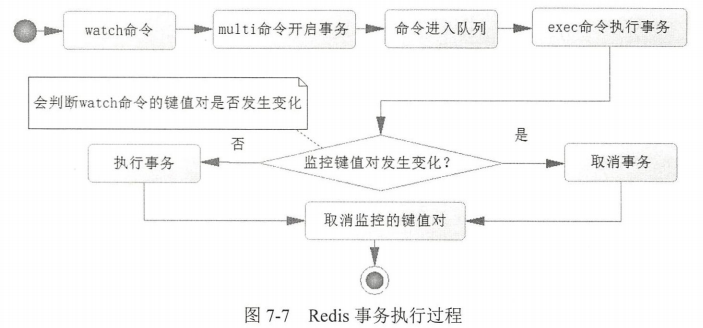 watch命令
multi命令开启事务
命令进入队列
exec命令执行事务
会判断watch命令的键值对是否发生变化
否
是
执行事务
监控键值对发生变化？
取消事务
取消监控的键值对
图 7-7 Redis 事务执行过程